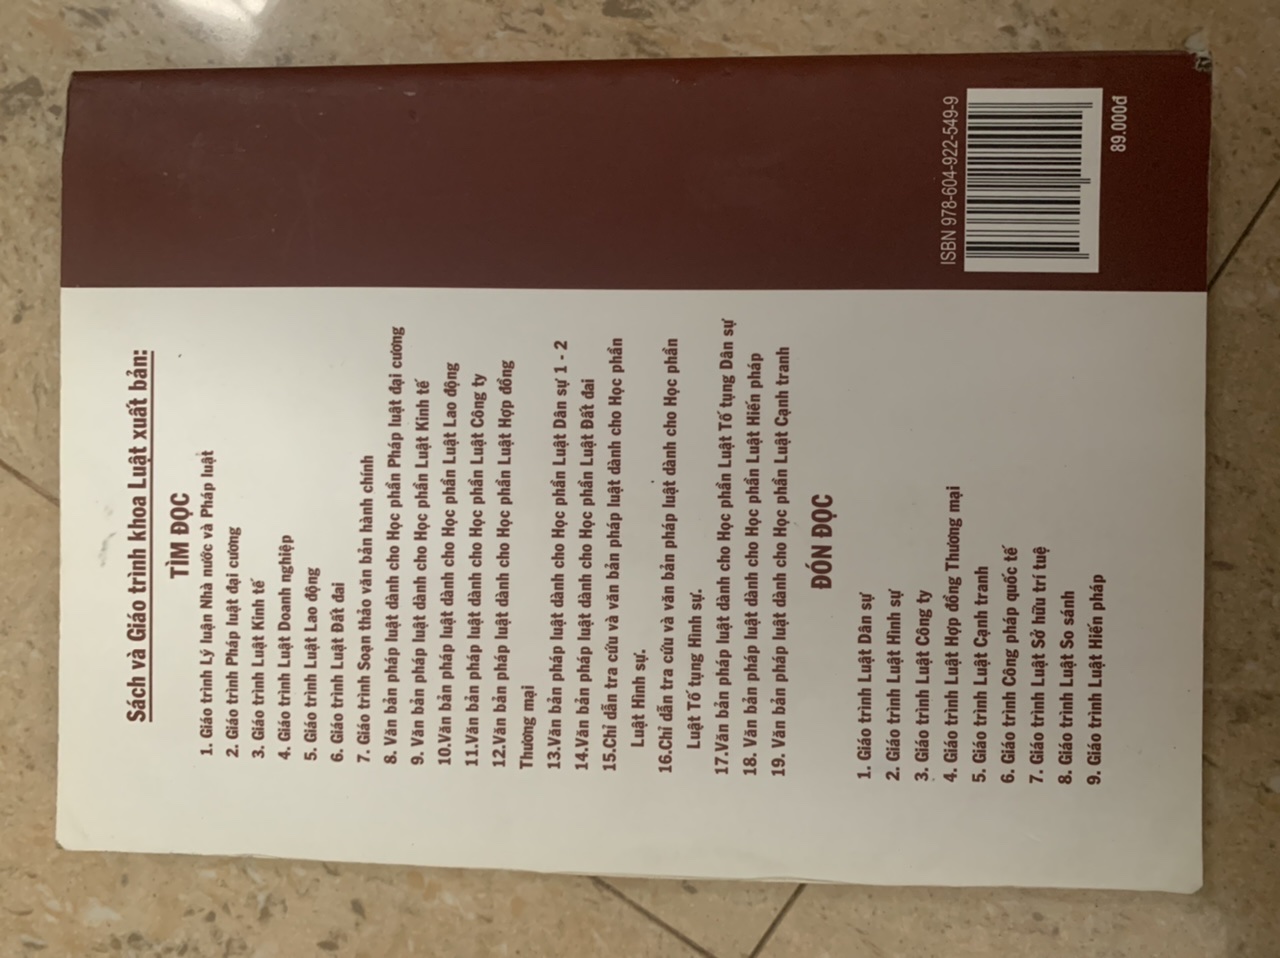 Sách và Giáo trình khoa Luật xuất bản:
TÌM ĐỌC
1. Giáo trình Lý luận Nhà nước và Pháp luật
2. Giáo trình Pháp luật đại cương
3. Giáo trình Luật Kinh tế
4. Giáo trình Luật Doanh nghiệp
5. Giáo trình Luật Lao động
6. Giáo trình Luật Đất đai
7. Giáo trình Soạn thảo văn bản hành chính
8. Văn bản pháp luật dành cho Học phần Pháp luật đại cương
9. Văn bản pháp luật dành cho Học phần Luật Kinh tế
10.Văn bản pháp luật dành cho Học phần Luật Lao động
11.Văn bản pháp luật dành cho Học phần Luật Công ty
12.Văn bản pháp luật dành cho Học phần Luật Hợp đồng
Thương mại
13.Văn bản pháp luật dành cho Học phần Luật Dân sự 1 - 2
14.Văn bản pháp luật dành cho Học phần Luật Đất đai
15.Chỉ dẫn tra cứu và văn bản pháp luật dành cho Học phần
Luật Hình sự.
16.Chỉ dẫn tra cứu và văn bản pháp luật dành cho Học phần
Luật Tố tụng Hình sự.
17.Văn bản pháp luật dành cho Học phần Luật Tố tụng Dân sự
18. Văn bản pháp luật dành cho Học phần Luật Hiến pháp
19. Văn bản pháp luật dành cho Học phần Luật Cạnh tranh
ĐÓN ĐỌC
1. Giáo trình Luật Dân sự
2. Giáo trình Luật Hình sự
3. Giáo trình Luật Công ty
4. Giáo trình Luật Hợp đồng Thương mại
5. Giáo trình Luật Cạnh tranh
6. Giáo trình Công pháp quốc tế
7. Giáo trình Luật Sở hữu trí tuệ
8. Giáo trình Luật So sánh
9. Giáo trình Luật Hiến pháp
ISBN 978-604-922-549-9
89.000đ